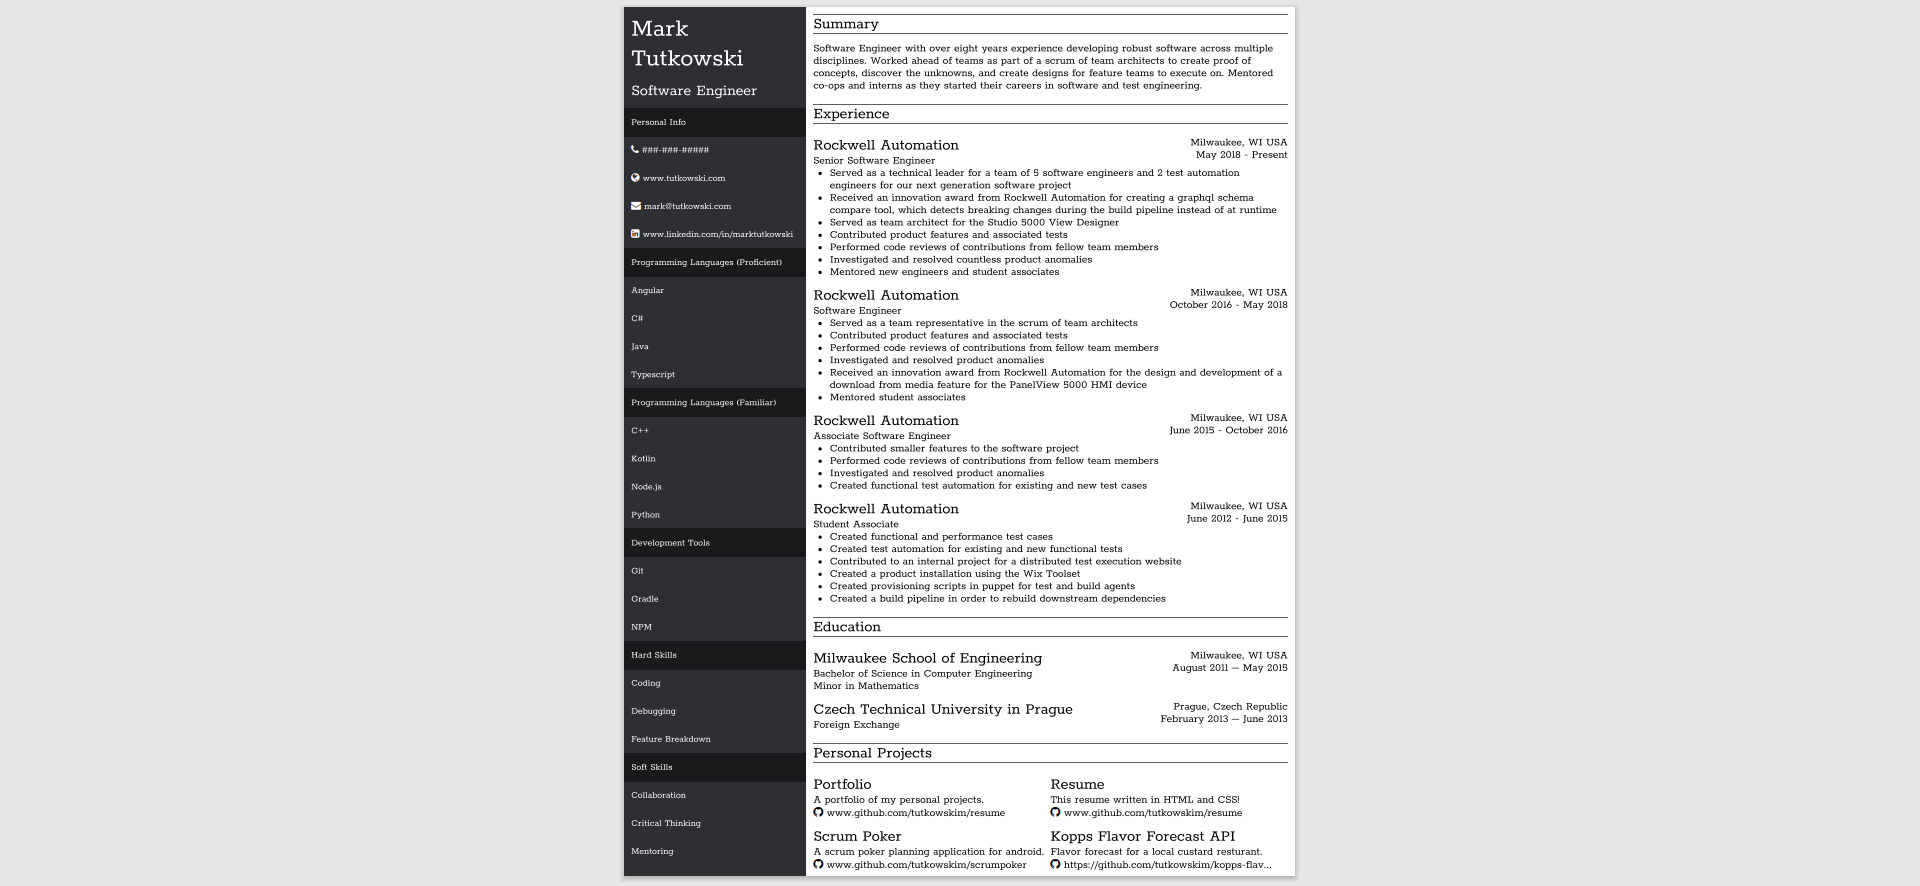 Mark
Tutkowski
Software Engineer
Personal Info
###-###-#####
www.tutkowski.com
mark@tutkowski.com
www.linkedin.com/in/marktutkowski
Programming Languages (Proficient)
Angular
C#
Java
Typescript
Programming Languages (Familiar)
C++
Kotlin
Node.js
Python
Development Tools
Git
Gradle
NPM
Hard Skills
Coding
Debugging
Feature Breakdown
Soft Skills
Collaboration
Critical Thinking
Mentoring
Summary
Software Engineer with over eight years experience developing robust software across multiple
disciplines. Worked ahead of teams as part of a scrum of team architects to create proof of
concepts, discover the unknowns, and create designs for feature teams to execute on. Mentored
co-ops and interns as they started their careers in software and test engineering.
Experience
Rockwell Automation
Milwaukee, WI USA
May 2018 - Present
Senior Software Engineer
• Served as a technical leader for a team of 5 software engineers and 2 test automation
engineers for our next generation software project
• Received an innovation award from Rockwell Automation for creating a graphql schema
compare tool, which detects breaking changes during the build pipeline instead of at runtime
• Served as team architect for the Studio 5000 View Designer
• Contributed product features and associated tests
• Performed code reviews of contributions from fellow team members
• Investigated and resolved countless product anomalies
• Mentored new engineers and student associates
Rockwell Automation
Milwaukee, WI USA
October 2016 - May 2018
Software Engineer
• Served as a team representative in the scrum of team architects
• Contributed product features and associated tests
• Performed code reviews of contributions from fellow team members
• Investigated and resolved product anomalies
• Received an innovation award from Rockwell Automation for the design and development of a
download from media feature for the PanelView 5000 HMI device
• Mentored student associates
Rockwell Automation
Milwaukee, WI USA
June 2015 - October 2016
Associate Software Engineer
• Contributed smaller features to the software project
• Performed code reviews of contributions from fellow team members
• Investigated and resolved product anomalies
• Created functional test automation for existing and new test cases
Rockwell Automation
Milwaukee, WI USA
June 2012 - June 2015
Student Associate
• Created functional and performance test cases
• Created test automation for existing and new functional tests
• Contributed to an internal project for a distributed test execution website
• Created a product installation using the Wix Toolset
• Created provisioning scripts in puppet for test and build agents
• Created a build pipeline in order to rebuild downstream dependencies
Education
Milwaukee School of Engineering
Milwaukee, WI USA
August 2011 — May 2015
Bachelor of Science in Computer Engineering
Minor in Mathematics
Czech Technical University in Prague
Prague, Czech Republic
February 2013 — June 2013
Foreign Exchange
Personal Projects
Portfolio
A portfolio of my personal projects.
www.github.com/tutkowskim/resume
Resume
This resume written in HTML and CSS!
www.github.com/tutkowskim/resume
Scrum Poker
A scrum poker planning application for android.
www.github.com/tutkowskim/scrumpoker
Kopps Flavor Forecast API
Flavor forecast for a local custard resturant.
https://github.com/tutkowskim/kopps-flav...